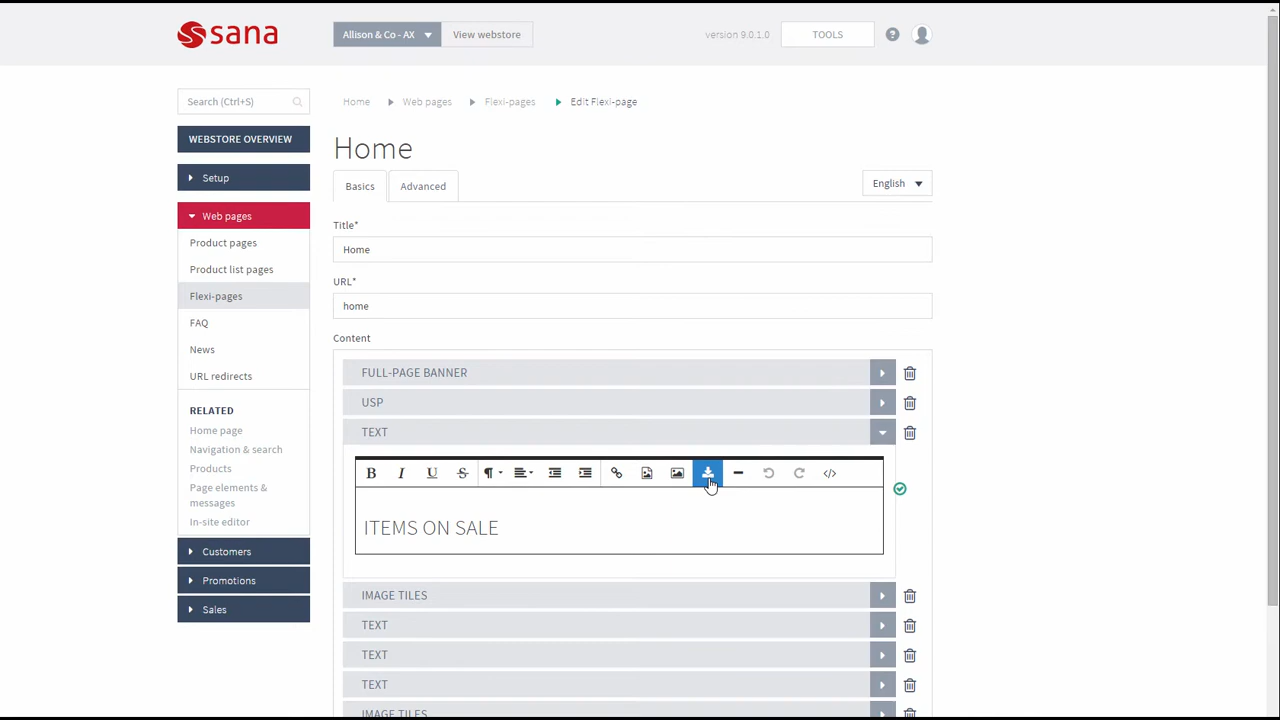 sana
Allison & Co - AX
View webstore
version 9.0.1.0
TOOLS
?
Search (Ctrl+S)
Home
Web pages
Flexi-pages
Edit Flexi-page
WEBSTORE OVERVIEW
Setup
Web pages
Product pages
Product list pages
Flexi-pages
FAQ
News
URL redirects
RELATED
Home page
Navigation & search
Products
Page elements &
messages
In-site editor
Customers
Promotions
Sales
Home
Basics
Advanced
English
Title*
Home
URL*
home
Content
FULL-PAGE BANNER
USP
TEXT
B I U S ¶ </>
ITEMS ON SALE
IMAGE TILES
TEXT
TEXT
TEXT
IMAGE TILES